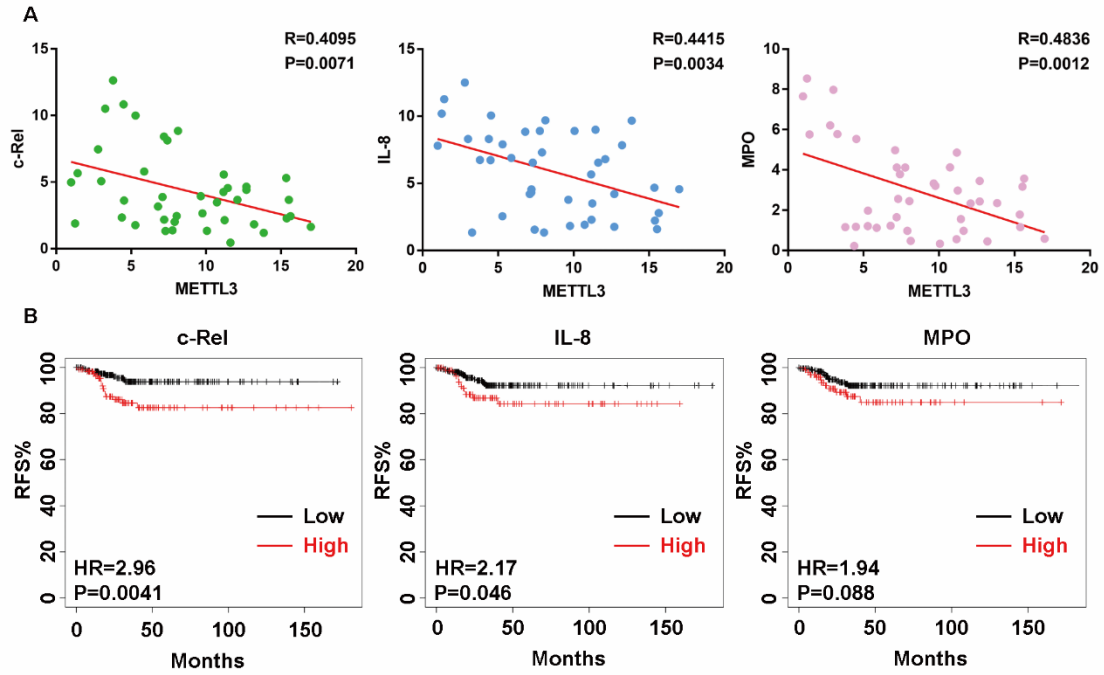 A
R=0.4095
P=0.0071
15
10
5
0
c-Rel
0 5 10 15 20
METTL3
R=0.4415
P=0.0034
15
10
5
0
IL-8
0 5 10 15 20
METTL3
R=0.4836
P=0.0012
10
8
6
4
2
0
MPO
0 5 10 15 20
METTL3
B
c-Rel
100
80
60
40
20
0
RFS%
Low
High
HR=2.96
P=0.0041
0 50 100 150
Months
IL-8
100
80
60
40
20
0
RFS%
Low
High
HR=2.17
P=0.046
0 50 100 150
Months
MPO
100
80
60
40
20
0
RFS%
Low
High
HR=1.94
P=0.088
0 50 100 150
Months